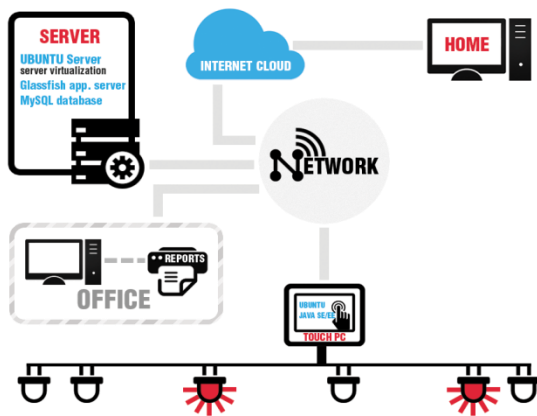 SERVER
UBUNTU Server
server virtualization
Glassfish app. server
MySQL database
INTERNET CLOUD
HOME
NETWORK
REPORTS
OFFICE
UBUNTU
JAVA SE/EE
TOUCH PC